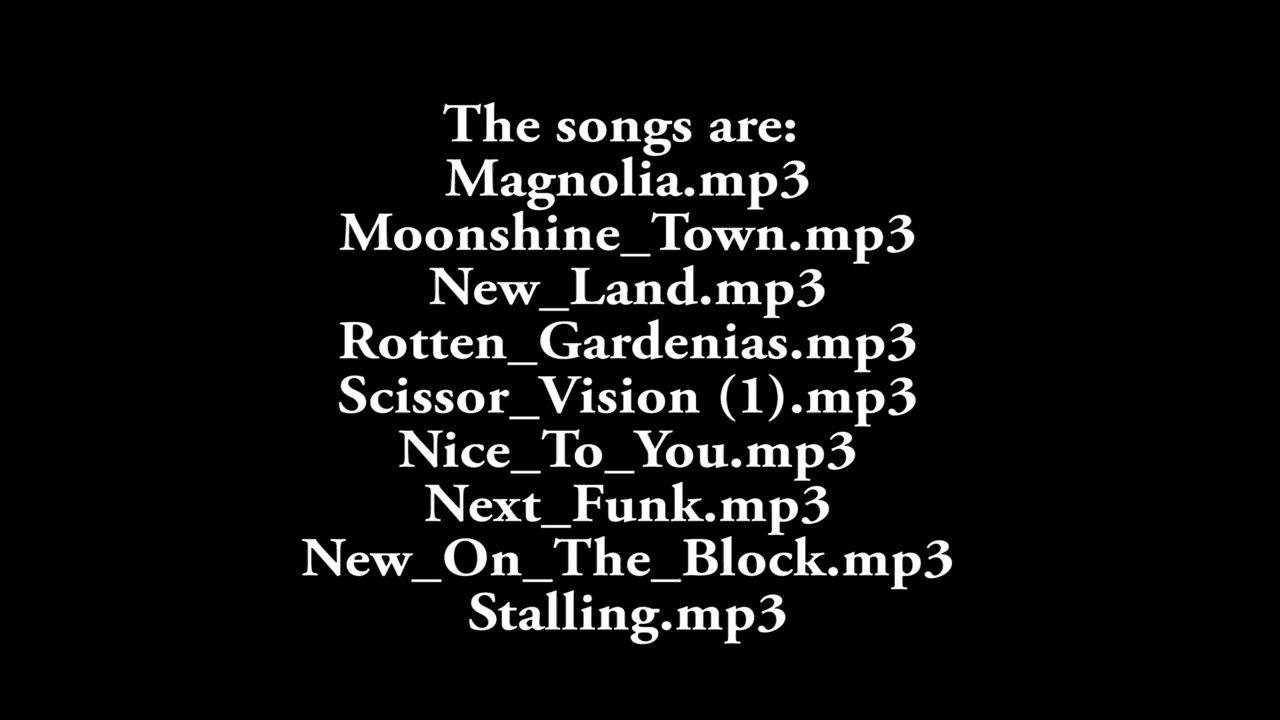 The songs are:
Magnolia.mp3
Moonshine_Town.mp3
New_Land.mp3
Rotten_Gardenias.mp3
Scissor_Vision (1).mp3
Nice_To_You.mp3
Next_Funk.mp3
New_On_The_Block.mp3
Stalling.mp3